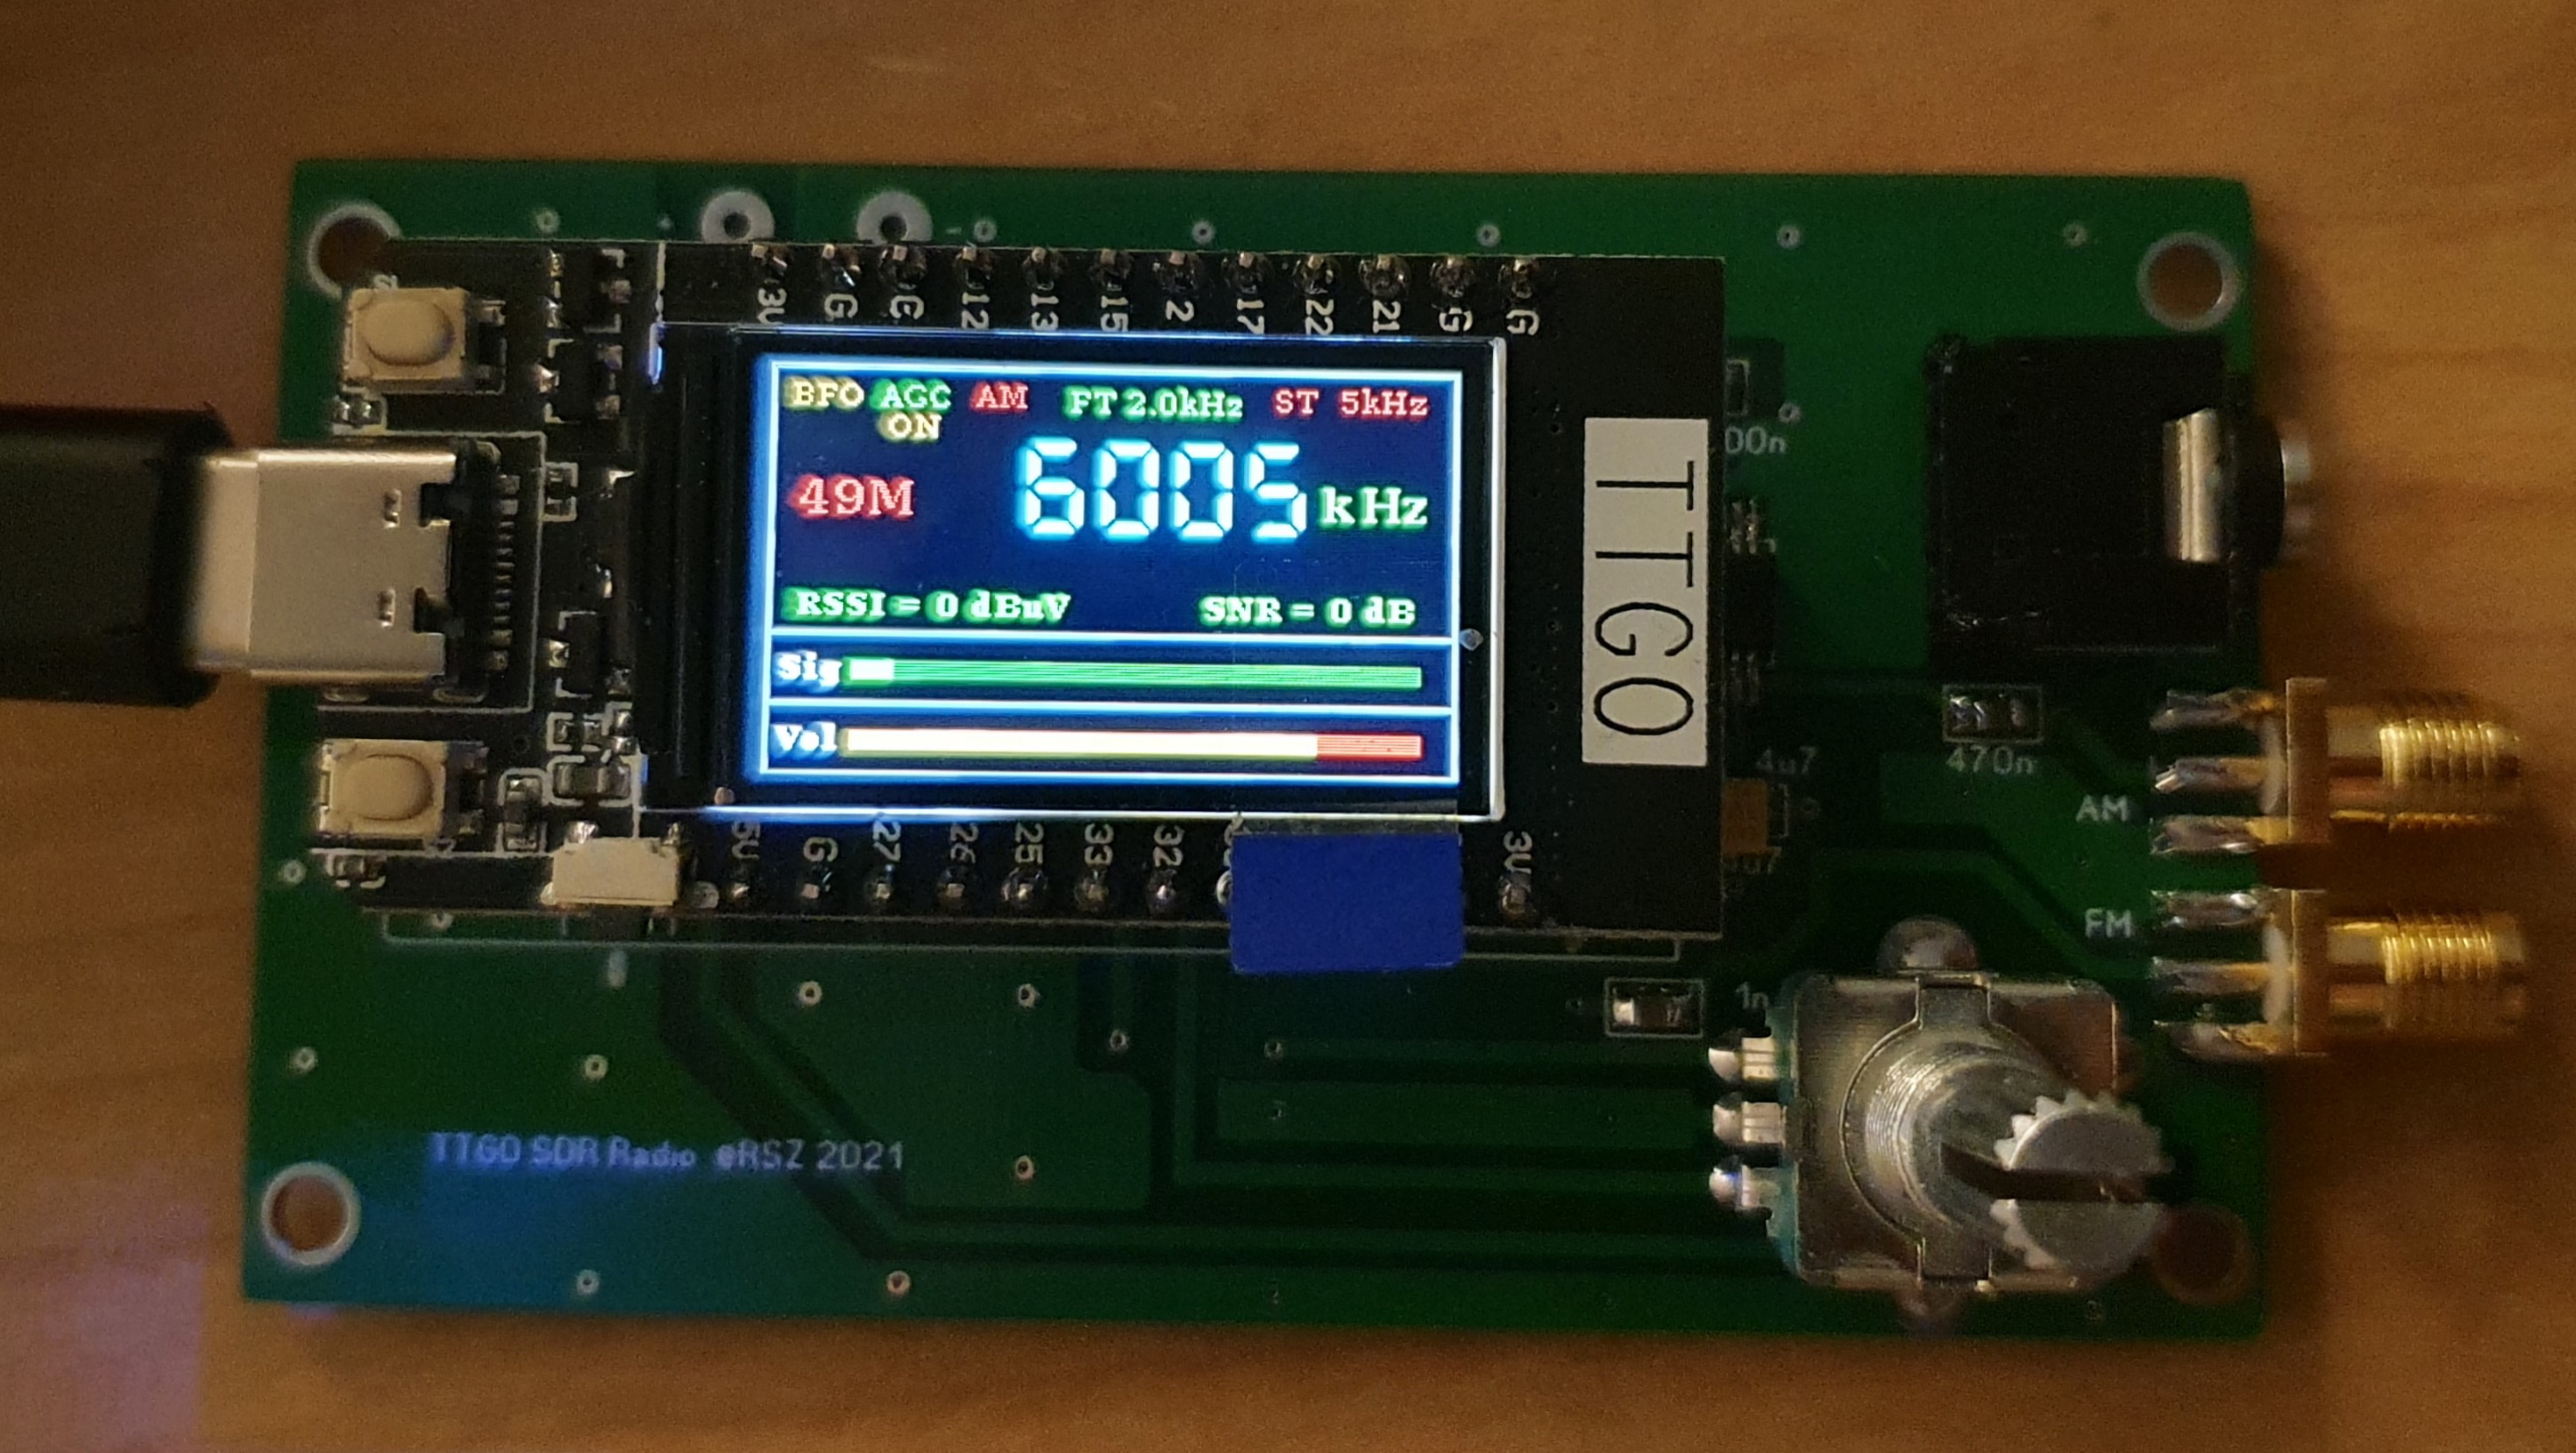 3V G G 12 13 15 2 17 22 21 G G
BFO AGC AM FT 2.0kHz ST 5kHz
ON
49M 6005 kHz
RSSI = 0 dBuV SNR = 0 dB
Sig
Vol
TTGO
5V G 27 26 25 33 32 3V
00n
4u7
470n
AM
FM
1n
TTGO SDR Radio eRSZ 2021